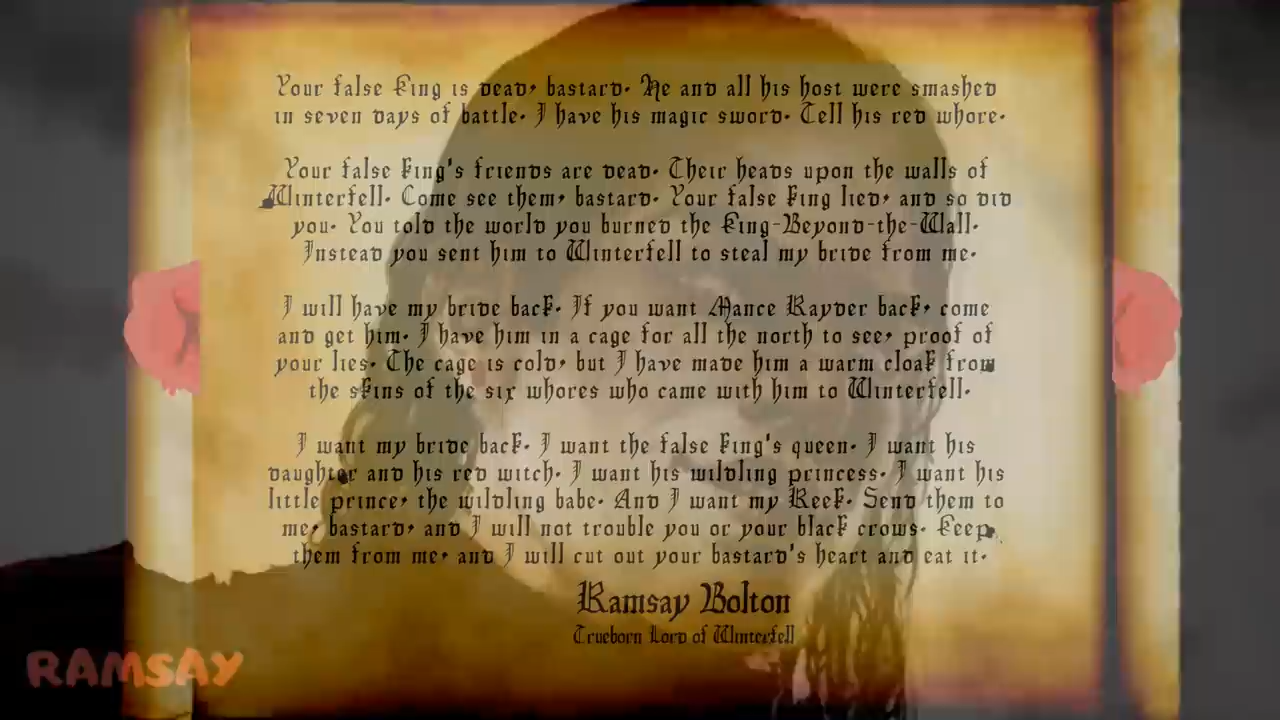 Your false King is dead, bastard. He and all his host were smashed
in seven days of battle. I have his magic sword. Tell his red whore.
Your false King's friends are dead. Their heads upon the walls of
Winterfell. Come see them, bastard. Your false King lied, and so did
you. You told the world you burned the King-Beyond-the-Wall.
Instead you sent him to Winterfell to steal my bride from me.
I will have my bride back. If you want Mance Rayder back, come
and get him. I have him in a cage for all the north to see, proof of
your lies. The cage is cold, but I have made him a warm cloak from
the skins of the six whores who came with him to Winterfell.
I want my bride back. I want the false King's queen. I want his
daughter and his red witch. I want his wildling princess. I want his
little prince, the wildling babe. And I want my Reek. Send them to
me, bastard, and I will not trouble you or your black crows. Keep
them from me, and I will cut out your bastard's heart and eat it.
Ramsay Bolton
Trueborn Lord of Winterfell
RAMSAY